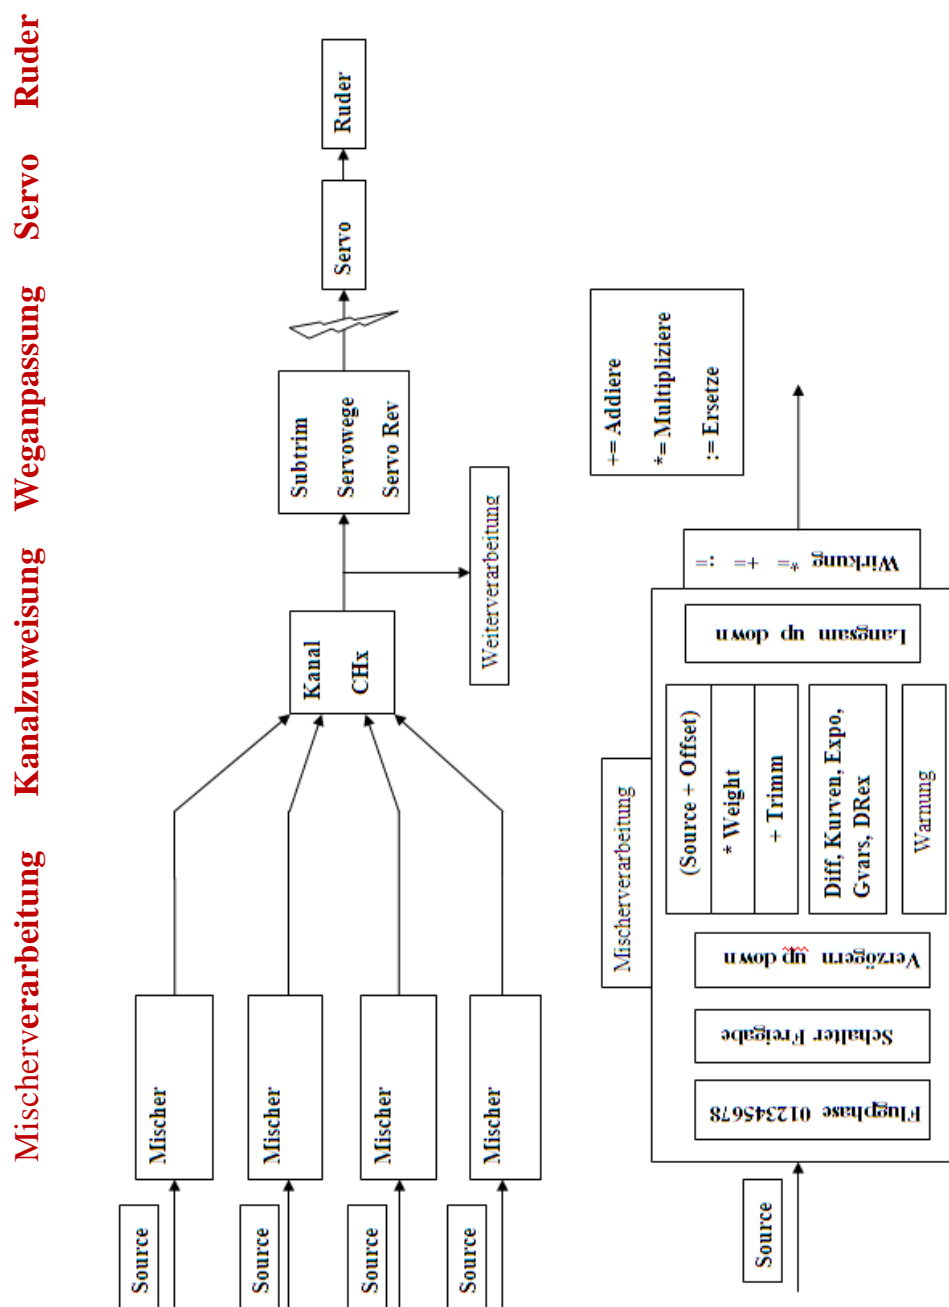 Mischerverarbeitung Kanalzuweisung Weganpassung Servo Ruder
Source
Mischer
Source
Mischer
Source
Mischer
Source
Mischer
Kanal
CHx
Weiterverarbeitung
Subtrim
Servowege
Servo Rev
Servo
Ruder
Source
Mischerverarbeitung
Flugphase 012345678
Schalter Freigabe
Verzögern up down
(Source + Offset)
* Weight
+ Trimm
Diff, Kurven, Expo,
Gvars, DRex
Warnung
Langsam up down
Wirkung *= += :=
+= Addiere
*= Multipliziere
:= Ersetze